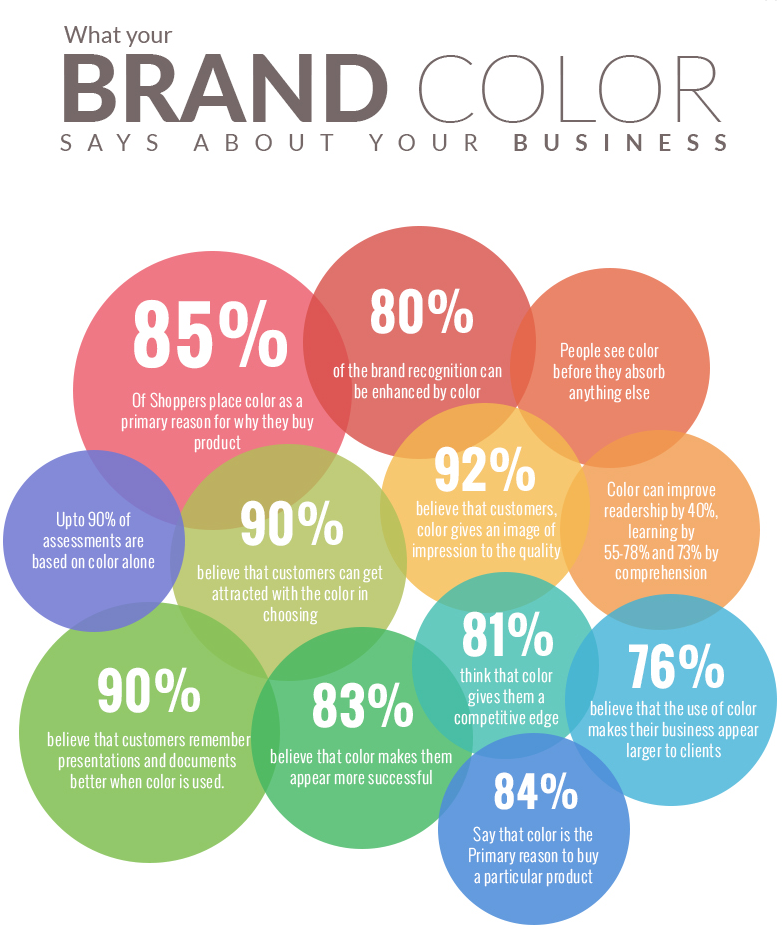 What your
BRAND COLOR
SAYS ABOUT YOUR BUSINESS
85%
Of Shoppers place color as a
primary reason for why they buy
product
80%
of the brand recognition can
be enhanced by color
People see color
before they absorb
anything else
Upto 90% of
assessments are
based on color alone
90%
believe that customers can get
attracted with the color in
choosing
92%
believe that customers,
color gives an image of
impression to the quality
Color can improve
readership by 40%,
learning by
55-78% and 73% by
comprehension
90%
believe that customers remember
presentations and documents
better when color is used.
83%
believe that color makes them
appear more successful
81%
think that color
gives them a
competitive edge
76%
believe that the use of color
makes their business appear
larger to clients
84%
Say that color is the
Primary reason to buy
a particular product